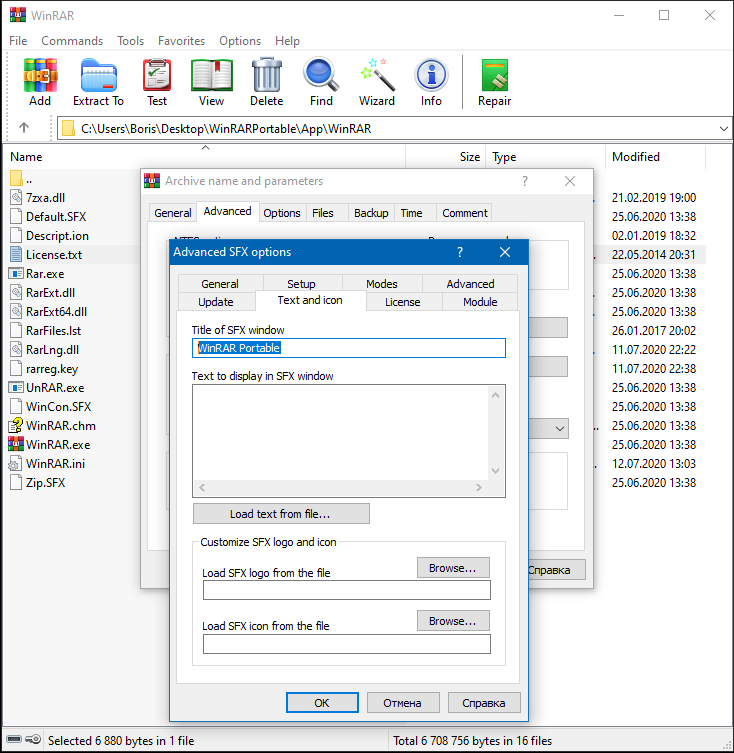 WinRAR
File Commands Tools Favorites Options Help
Add Extract To Test View Delete Find Wizard Info Repair
C:\Users\Boris\Desktop\WinRARPortable\App\WinRAR
Name Size Type Modified
..
7zxa.dll 21.02.2019 19:00
Default.SFX 25.06.2020 13:38
Descript.ion 02.01.2019 18:32
License.txt 22.05.2014 20:31
Rar.exe 25.06.2020 13:38
RarExt.dll 25.06.2020 13:38
RarExt64.dll 25.06.2020 13:38
RarFiles.lst 26.01.2017 20:02
RarLng.dll 11.07.2020 22:22
rarreg.key 11.07.2020 22:38
UnRAR.exe 25.06.2020 13:38
WinCon.SFX 25.06.2020 13:38
WinRAR.chm 25.06.2020 13:38
WinRAR.exe 25.06.2020 13:38
WinRAR.ini 12.07.2020 13:03
Zip.SFX 25.06.2020 13:38
Archive name and parameters ?
General Advanced Options Files Backup Time Comment
Справка
Advanced SFX options ?
General Setup Modes Advanced
Update Text and icon License Module
Title of SFX window
WinRAR Portable
Text to display in SFX window
Load text from file...
Customize SFX logo and icon
Load SFX logo from the file Browse...
Load SFX icon from the file Browse...
OK Отмена Справка
Selected 6 880 bytes in 1 file Total 6 708 756 bytes in 16 files